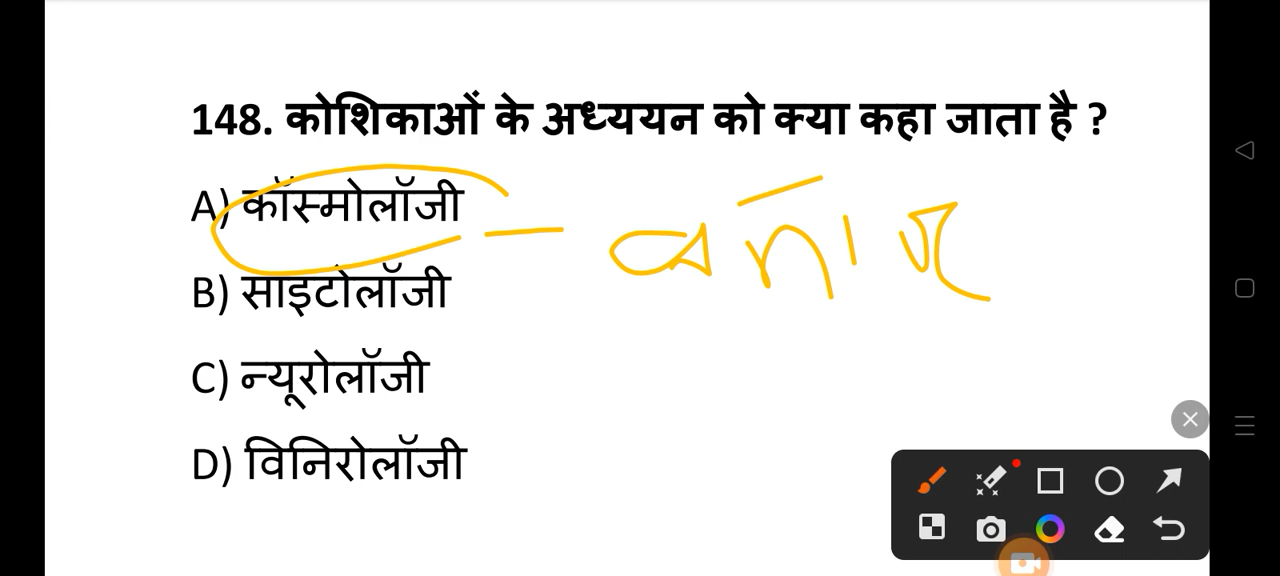 148. कोशिकाओं के अध्ययन को क्या कहा जाता है ?
A) कॉस्मोलॉजी
B) साइटोलॉजी
C) न्यूरोलॉजी
D) विनिरोलॉजी